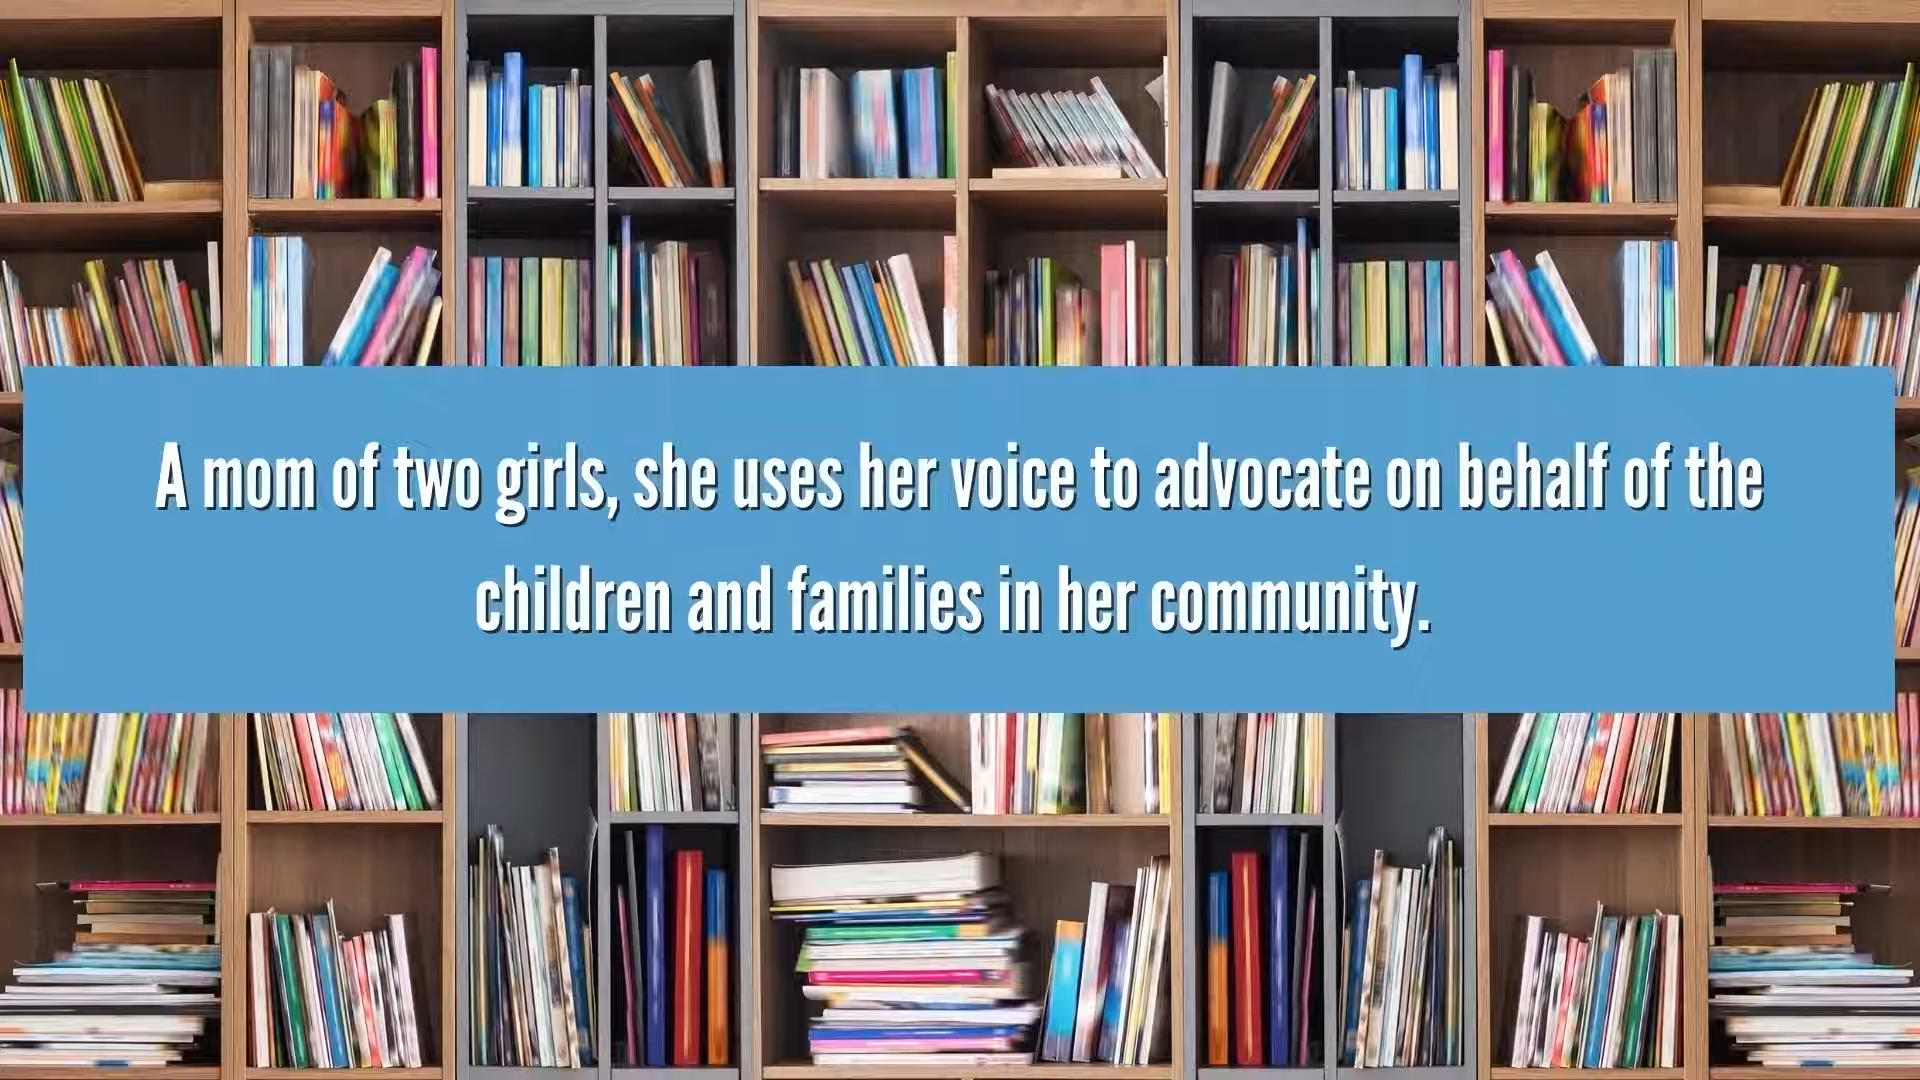 A mom of two girls, she uses her voice to advocate on behalf of the
children and families in her community.